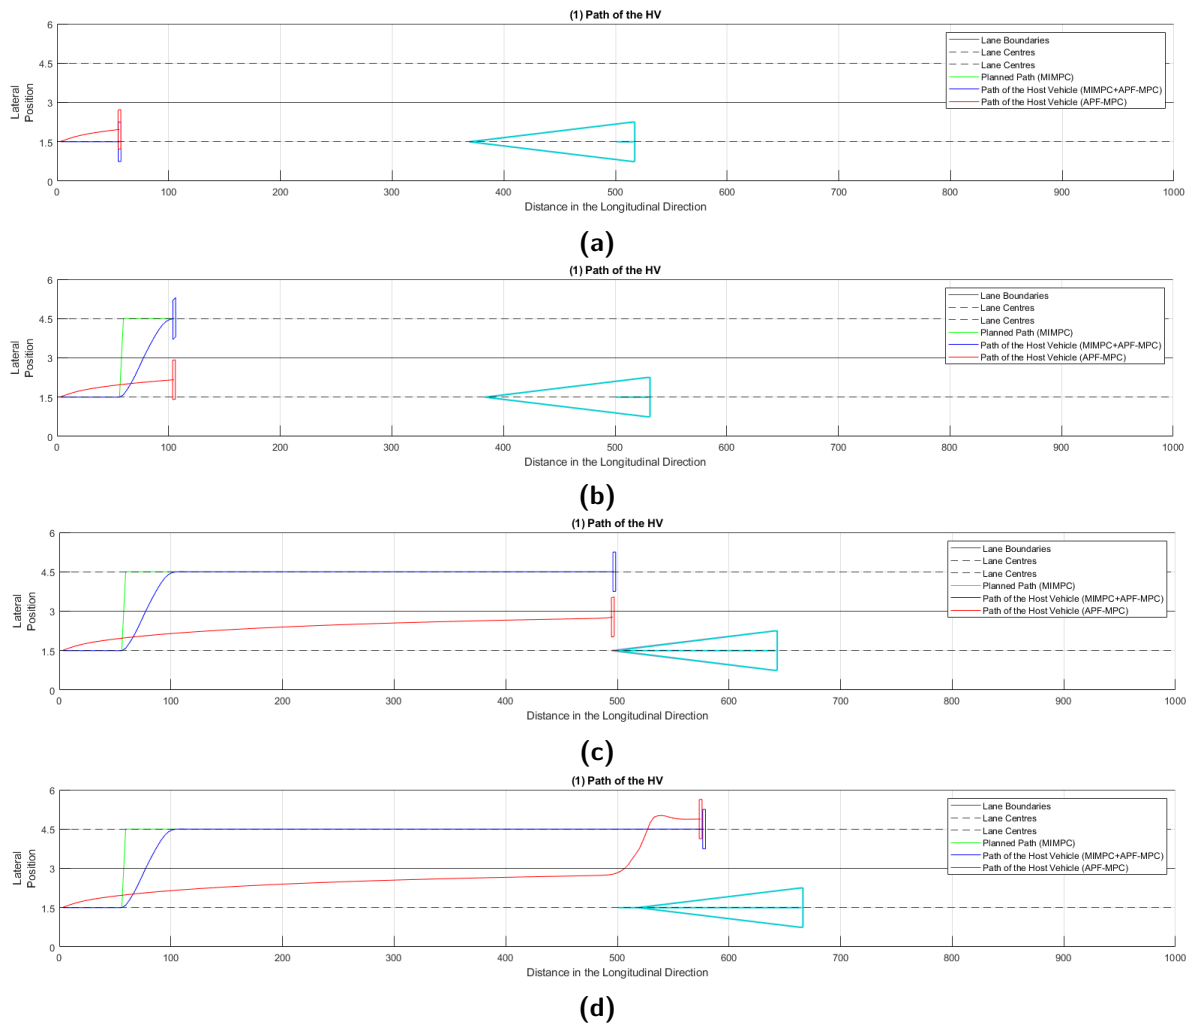 (1) Path of the HV
6
4.5
3
1.5
0
Lateral
Position
Lane Boundaries
Lane Centres
Lane Centres
Planned Path (MIMPC)
Path of the Host Vehicle (MIMPC+APF-MPC)
Path of the Host Vehicle (APF-MPC)
0 100 200 300 400 500 600 700 800 900 1000
Distance in the Longitudinal Direction
(a)
(1) Path of the HV
6
4.5
3
1.5
0
Lateral
Position
Lane Boundaries
Lane Centres
Lane Centres
Planned Path (MIMPC)
Path of the Host Vehicle (MIMPC+APF-MPC)
Path of the Host Vehicle (APF-MPC)
0 100 200 300 400 500 600 700 800 900 1000
Distance in the Longitudinal Direction
(b)
(1) Path of the HV
6
4.5
3
1.5
0
Lateral
Position
Lane Boundaries
Lane Centres
Lane Centres
Planned Path (MIMPC)
Path of the Host Vehicle (MIMPC+APF-MPC)
Path of the Host Vehicle (APF-MPC)
0 100 200 300 400 500 600 700 800 900 1000
Distance in the Longitudinal Direction
(c)
(1) Path of the HV
6
4.5
3
1.5
0
Lateral
Position
Lane Boundaries
Lane Centres
Lane Centres
Planned Path (MIMPC)
Path of the Host Vehicle (MIMPC+APF-MPC)
Path of the Host Vehicle (APF-MPC)
0 100 200 300 400 500 600 700 800 900 1000
Distance in the Longitudinal Direction
(d)